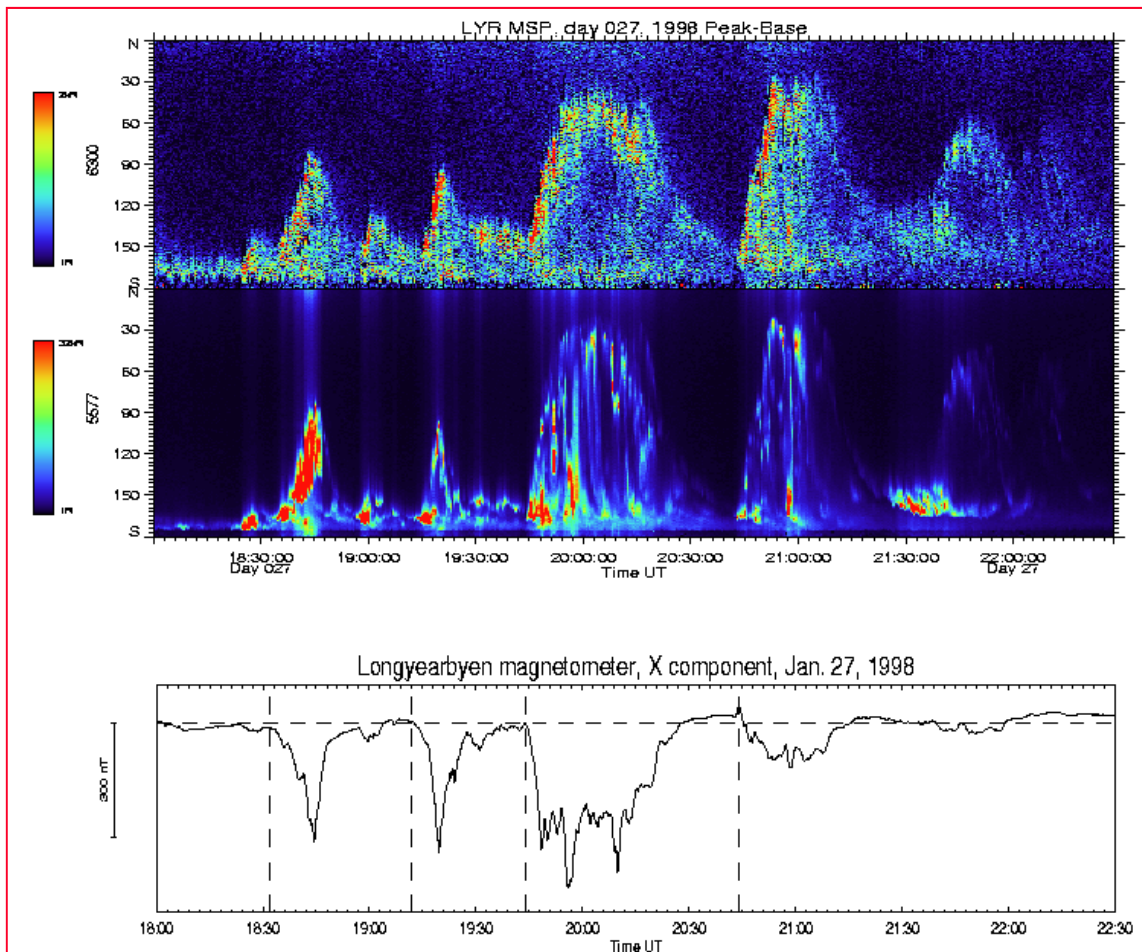 LYR MSP, day 027, 1998 Peak-Base
N
30
60
90
120
150
S
6300
30
60
90
120
150
S
5577
18:30:00 19:00:00 19:30:00 20:00:00 20:30:00 21:00:00 21:30:00 22:00:00
Day 027 Time UT Day 27
Longyearbyen magnetometer, X component, Jan. 27, 1998
300 nT
18:00 18:30 19:00 19:30 20:00 20:30 21:00 21:30 22:00 22:30
Time UT